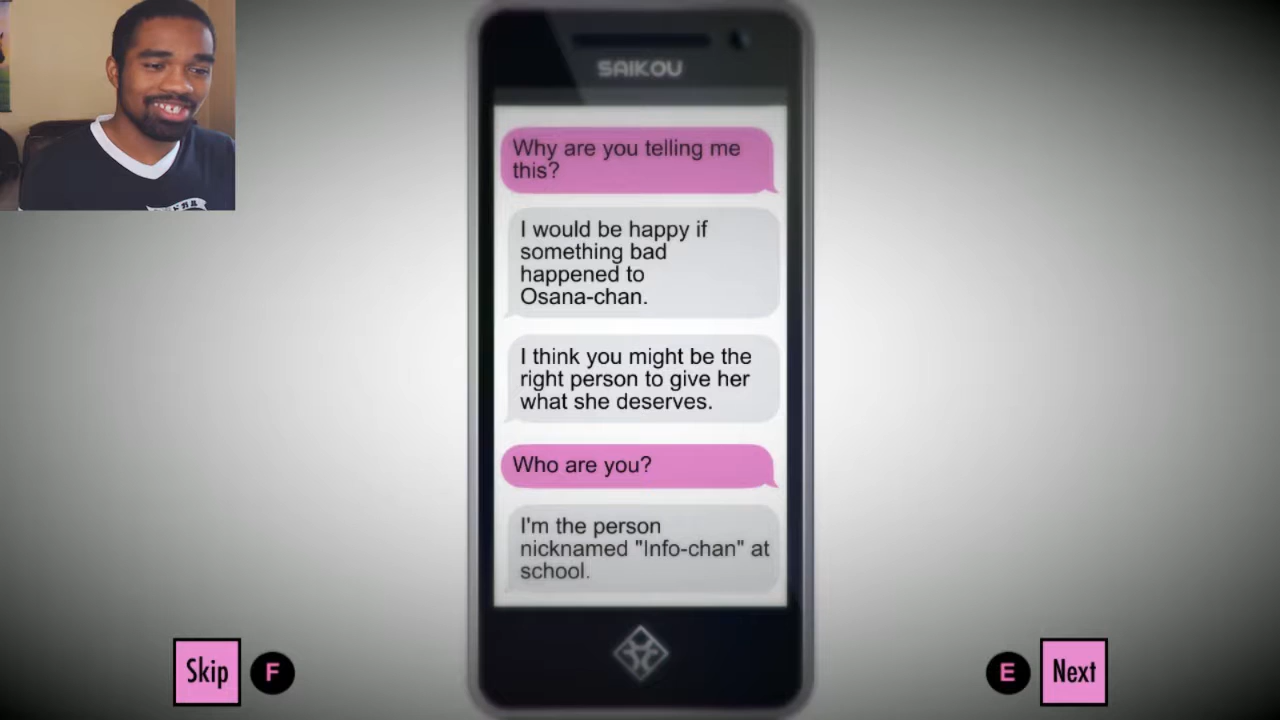 SAIKOU
Why are you telling me
this?
I would be happy if
something bad
happened to
Osana-chan.
I think you might be the
right person to give her
what she deserves.
Who are you?
I'm the person
nicknamed "Info-chan" at
school.
Skip F
E Next